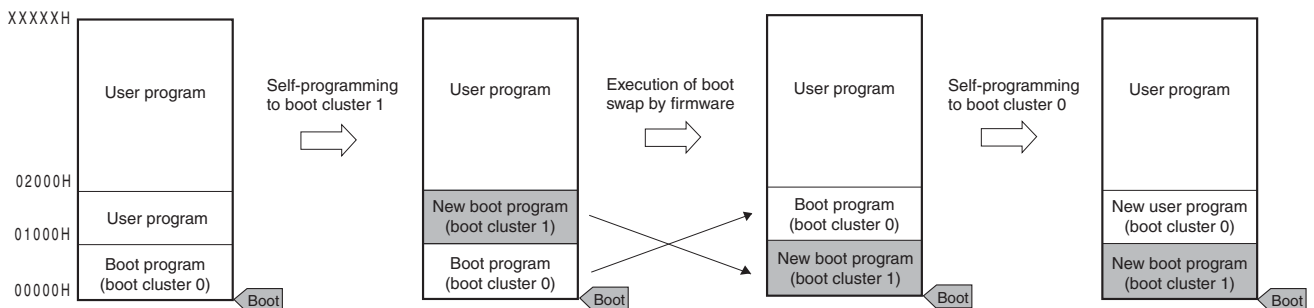 XXXXXH
User program
Self-programming
to boot cluster 1
User program
Execution of boot
swap by firmware
User program
Self-programming
to boot cluster 0
User program
02000H
User program
New boot program
(boot cluster 1)
Boot program
(boot cluster 0)
New user program
(boot cluster 0)
01000H
Boot program
(boot cluster 0)
Boot program
(boot cluster 0)
New boot program
(boot cluster 1)
New boot program
(boot cluster 1)
00000H
Boot
Boot
Boot
Boot